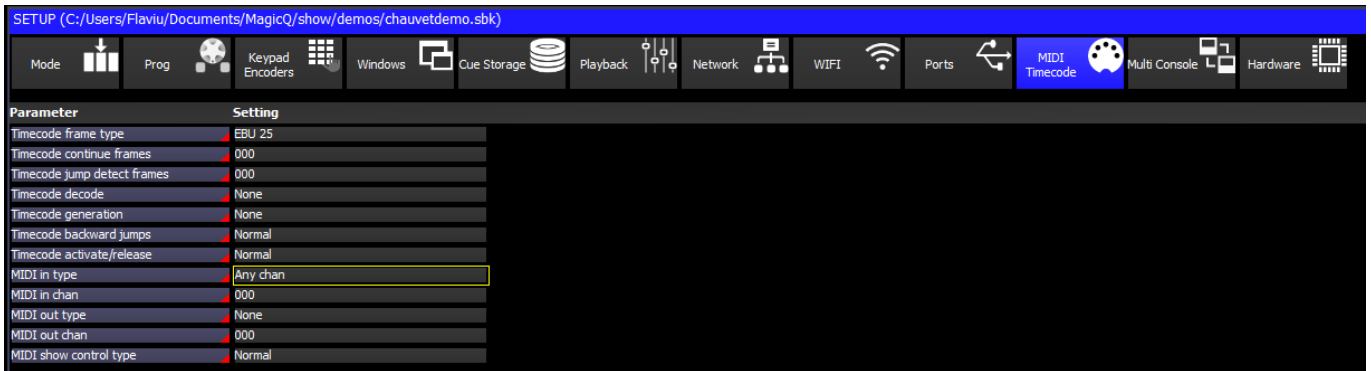 SETUP (C:/Users/Flaviu/Documents/MagicQ/show/demos/chauvetdemo.sbk)
Mode Prog Keypad Encoders Windows Cue Storage Playback Network WIFI Ports MIDI Timecode Multi Console Hardware
Parameter Setting
Timecode frame type EBU 25
Timecode continue frames 000
Timecode jump detect frames 000
Timecode decode None
Timecode generation None
Timecode backward jumps Normal
Timecode activate/release Normal
MIDI in type Any chan
MIDI in chan 000
MIDI out type None
MIDI out chan 000
MIDI show control type Normal